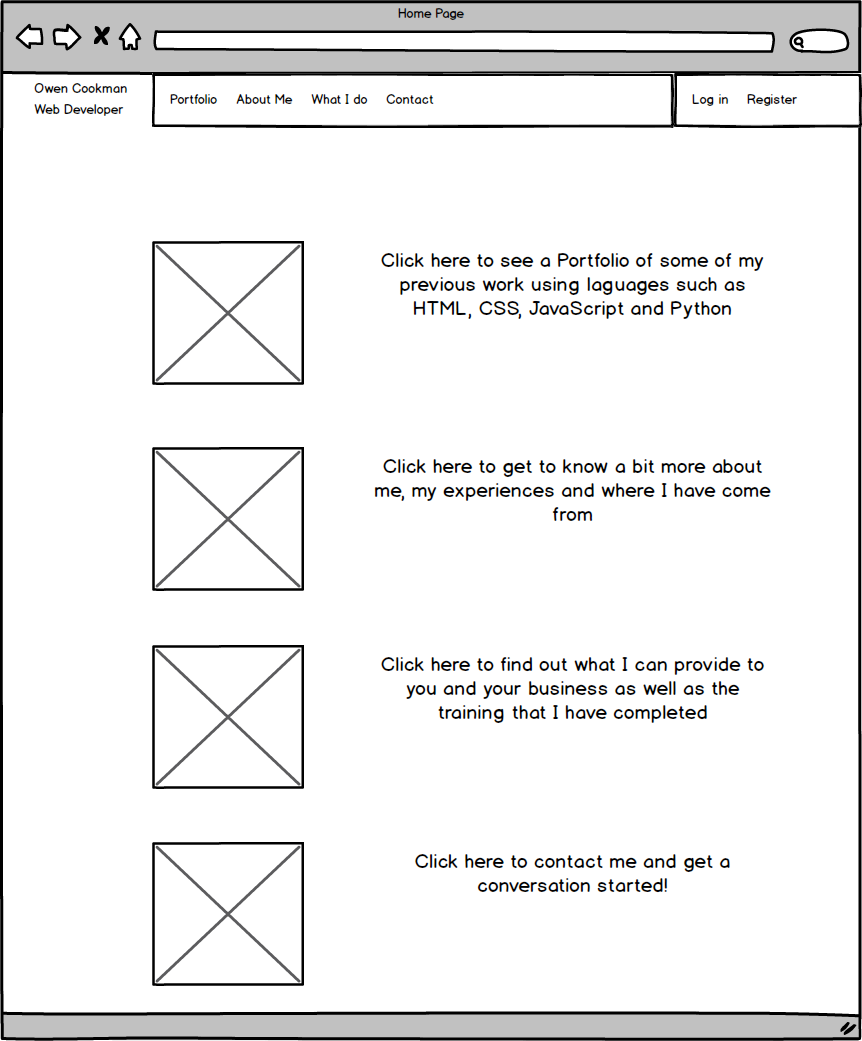 Home Page
Owen Cookman
Web Developer
Portfolio About Me What I do Contact
Log in Register
Click here to see a Portfolio of some of my
previous work using laguages such as
HTML, CSS, JavaScript and Python
Click here to get to know a bit more about
me, my experiences and where I have come
from
Click here to find out what I can provide to
you and your business as well as the
training that I have completed
Click here to contact me and get a
conversation started!